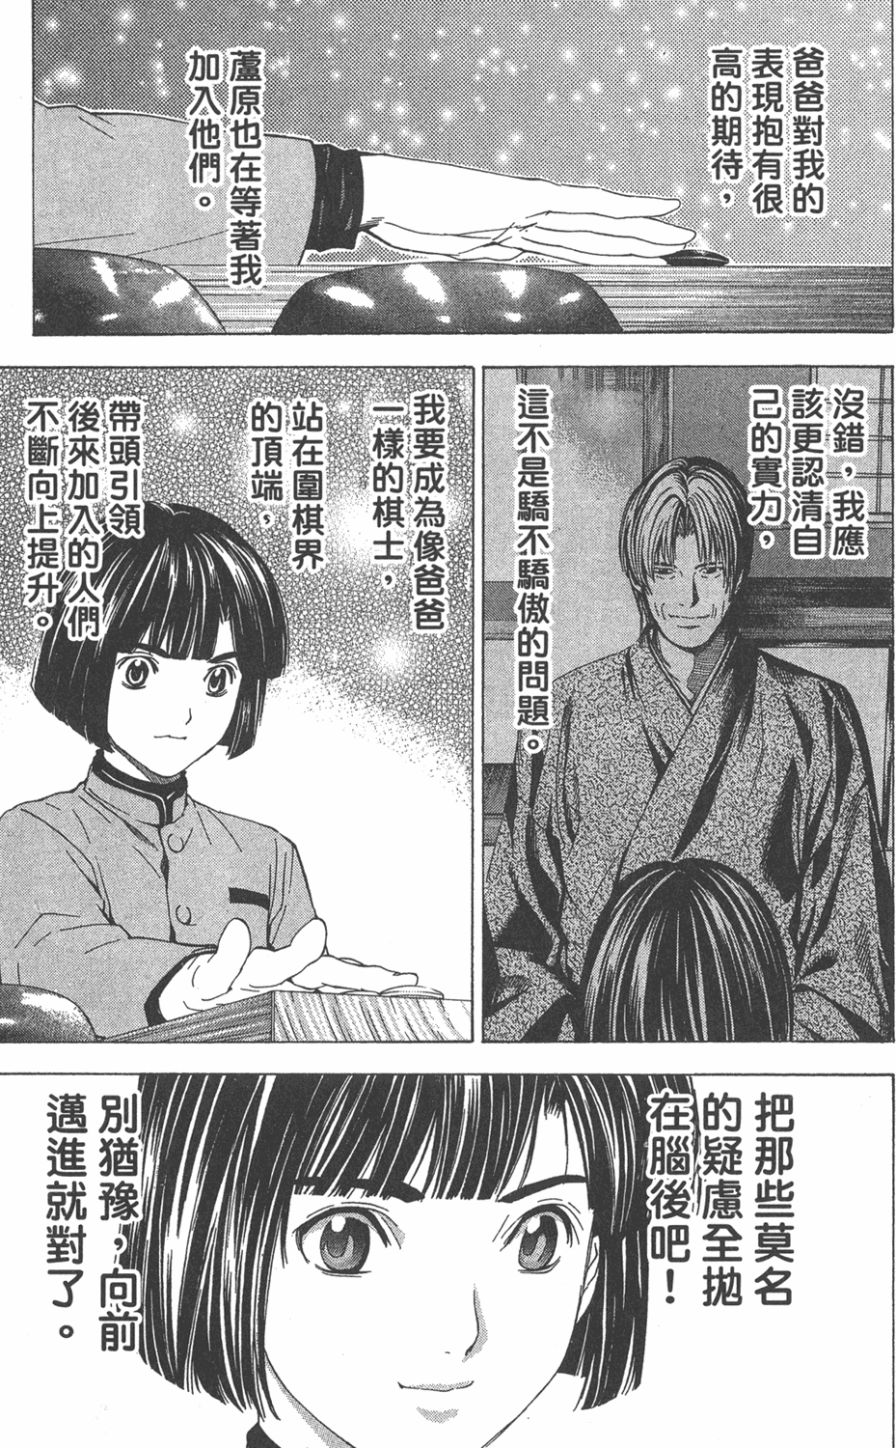 爸爸對我的
表現抱有很
高的期待，
蘆原也在等著我
加入他們。
沒錯，我應
該更認清自
己的實力，
這不是驕不驕傲的問題。
我要成為像爸爸
一樣的棋士，
站在圍棋界
的頂端，
帶頭引領
後來加入的人們
不斷向上提升。
把那些莫名
的疑慮全拋
在腦後吧！
別猶豫，向前
邁進就對了。